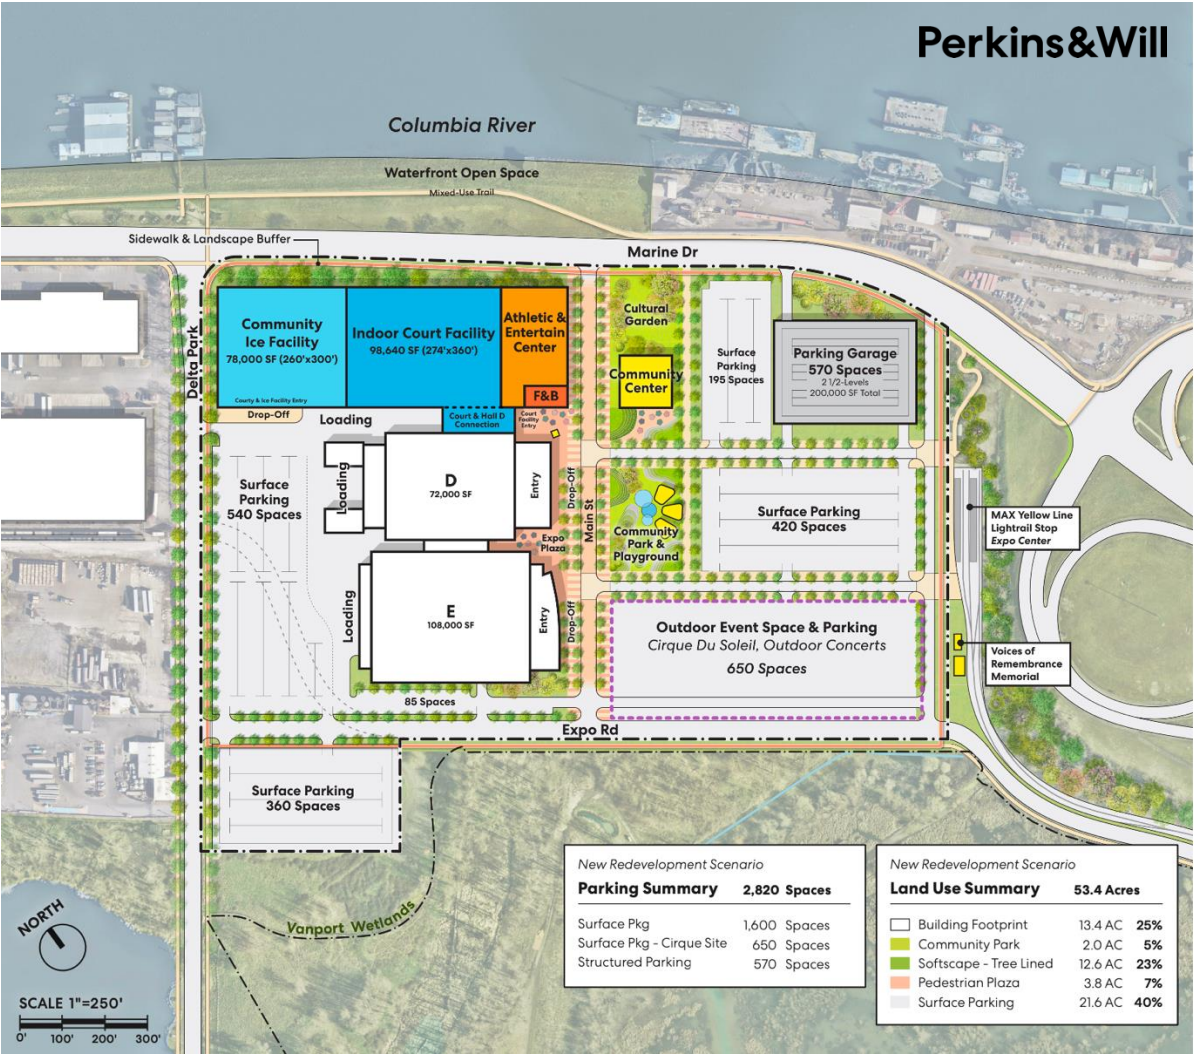 Perkins&Will
Columbia River
Waterfront Open Space
Mixed-Use Trail
Sidewalk & Landscape Buffer
Marine Dr
Delta Park
Community
Ice Facility
78,000 SF (260'x300')
County & Ice Facility Entry
Indoor Court Facility
98,640 SF (274'x360')
Athletic &
Entertain
Center
F&B
Cultural
Garden
Community
Center
Surface
Parking
195 Spaces
Parking Garage
570 Spaces
2 1/2-Levels
200,000 SF Total
Drop-Off
Loading
Court & Hall D
Connection
Court
Facility
Entry
Surface
Parking
540 Spaces
Loading
D
72,000 SF
Entry
Drop-Off
Main St
Expo
Plaza
Community
Park &
Playground
Surface Parking
420 Spaces
MAX Yellow Line
Lightrail Stop
Expo Center
Loading
E
108,000 SF
Entry
Drop-Off
Outdoor Event Space & Parking
Cirque Du Soleil, Outdoor Concerts
650 Spaces
Voices of
Remembrance
Memorial
85 Spaces
Expo Rd
Surface Parking
360 Spaces
Vanport Wetlands
NORTH
SCALE 1"=250'
0' 100' 200' 300'
New Redevelopment Scenario
Parking Summary 2,820 Spaces
Surface Pkg 1,600 Spaces
Surface Pkg - Cirque Site 650 Spaces
Structured Parking 570 Spaces
New Redevelopment Scenario
Land Use Summary 53.4 Acres
Building Footprint 13.4 AC 25%
Community Park 2.0 AC 5%
Softscape - Tree Lined 12.6 AC 23%
Pedestrian Plaza 3.8 AC 7%
Surface Parking 21.6 AC 40%